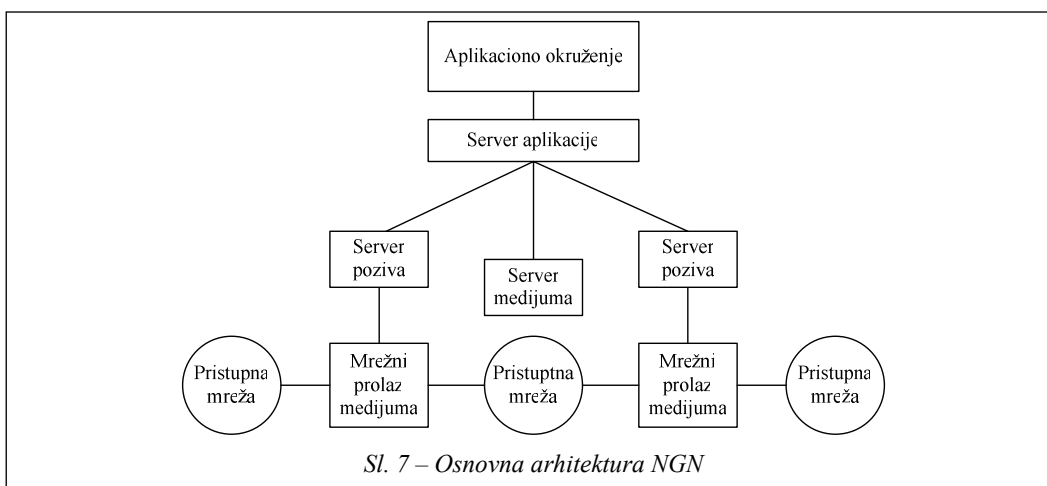 Aplikaciono okruženje
Server aplikacije
Server
poziva
Server
medijuma
Server
poziva
Pristupna
mreža
Mrežni
prolaz
medijuma
Pristuptna
mreža
Mrežni
prolaz
medijuma
Pristupna
mreža
Sl. 7 – Osnovna arhitektura NGN